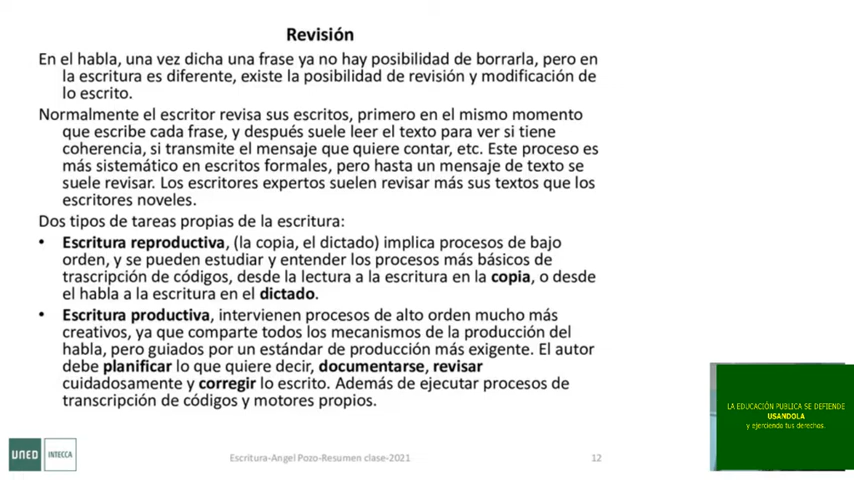 Revisión
En el habla, una vez dicha una frase ya no hay posibilidad de borrarla, pero en
la escritura es diferente, existe la posibilidad de revisión y modificación de
lo escrito.
Normalmente el escritor revisa sus escritos, primero en el mismo momento
que escribe cada frase, y después suele leer el texto para ver si tiene
coherencia, si transmite el mensaje que quiere contar, etc. Este proceso es
más sistemático en escritos formales, pero hasta un mensaje de texto se
suele revisar. Los escritores expertos suelen revisar más sus textos que los
escritores noveles.
Dos tipos de tareas propias de la escritura:
• Escritura reproductiva, (la copia, el dictado) implica procesos de bajo
orden, y se pueden estudiar y entender los procesos más básicos de
trascripción de códigos, desde la lectura a la escritura en la copia, o desde
el habla a la escritura en el dictado.
• Escritura productiva, intervienen procesos de alto orden mucho más
creativos, ya que comparte todos los mecanismos de la producción del
habla, pero guiados por un estándar de producción más exigente. El autor
debe planificar lo que quiere decir, documentarse, revisar
cuidadosamente y corregir lo escrito. Además de ejecutar procesos de
transcripción de códigos y motores propios.
LA EDUCACIÓN PUBLICA SE DEFIENDE
USANDOLA
y ejerciendo tus derechos.
UNED INTECCA
Escritura-Angel Pozo-Resumen clase-2021
12